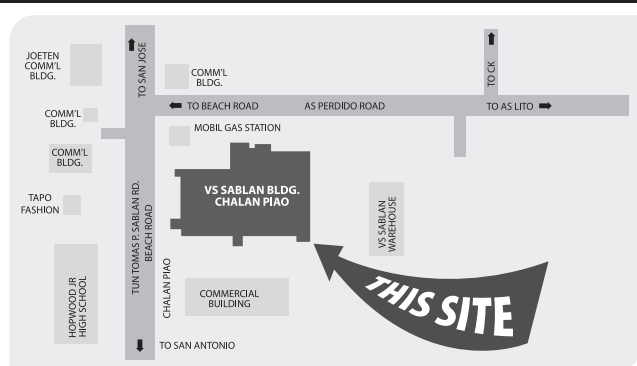 JOETEN
COMM'L
BLDG.
TO SAN JOSE
COMM'L
BLDG.
TO CK
TO BEACH ROAD
AS PERDIDO ROAD
TO AS LITO
COMM'L
BLDG.
MOBIL GAS STATION
COMM'L
BLDG.
VS SABLAN BLDG.
CHALAN PIAO
TAPO
FASHION
TUN TOMAS P. SABLAN RD.
BEACH ROAD
VS SABLAN
WAREHOUSE
CHALAN PIAO
HOPWOOD JR
HIGH SCHOOL
COMMERCIAL
BUILDING
THIS SITE
TO SAN ANTONIO